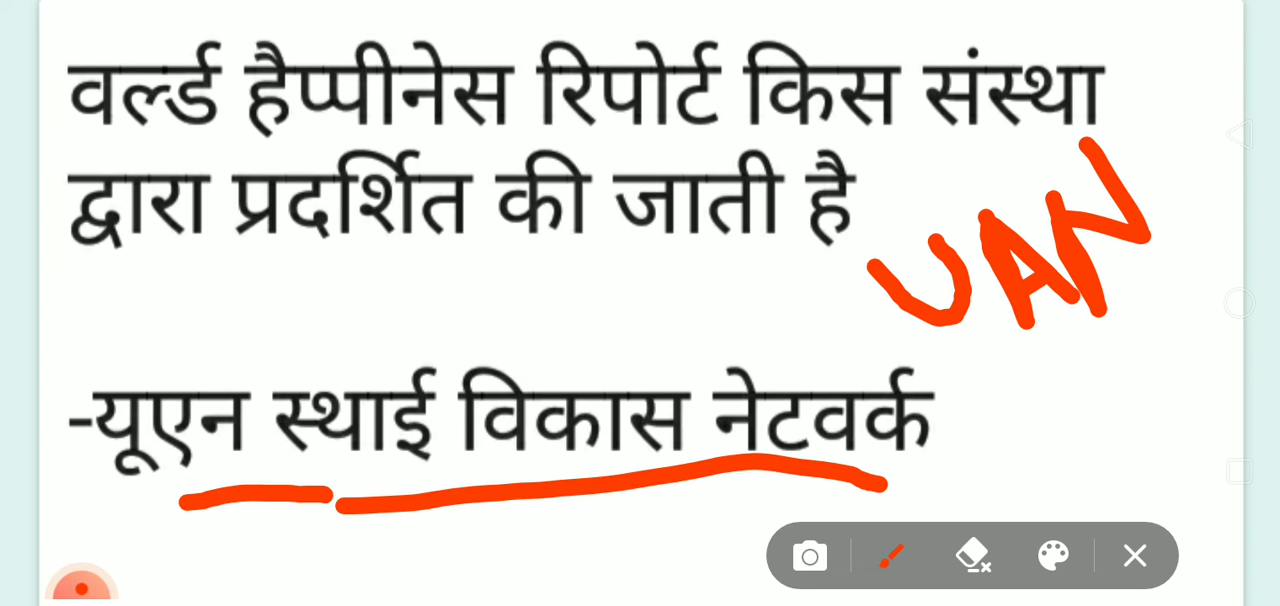 वर्ल्ड हैप्पीनेस रिपोर्ट किस संस्था
द्वारा प्रदर्शित की जाती है
UAN
-यूएन स्थाई विकास नेटवर्क